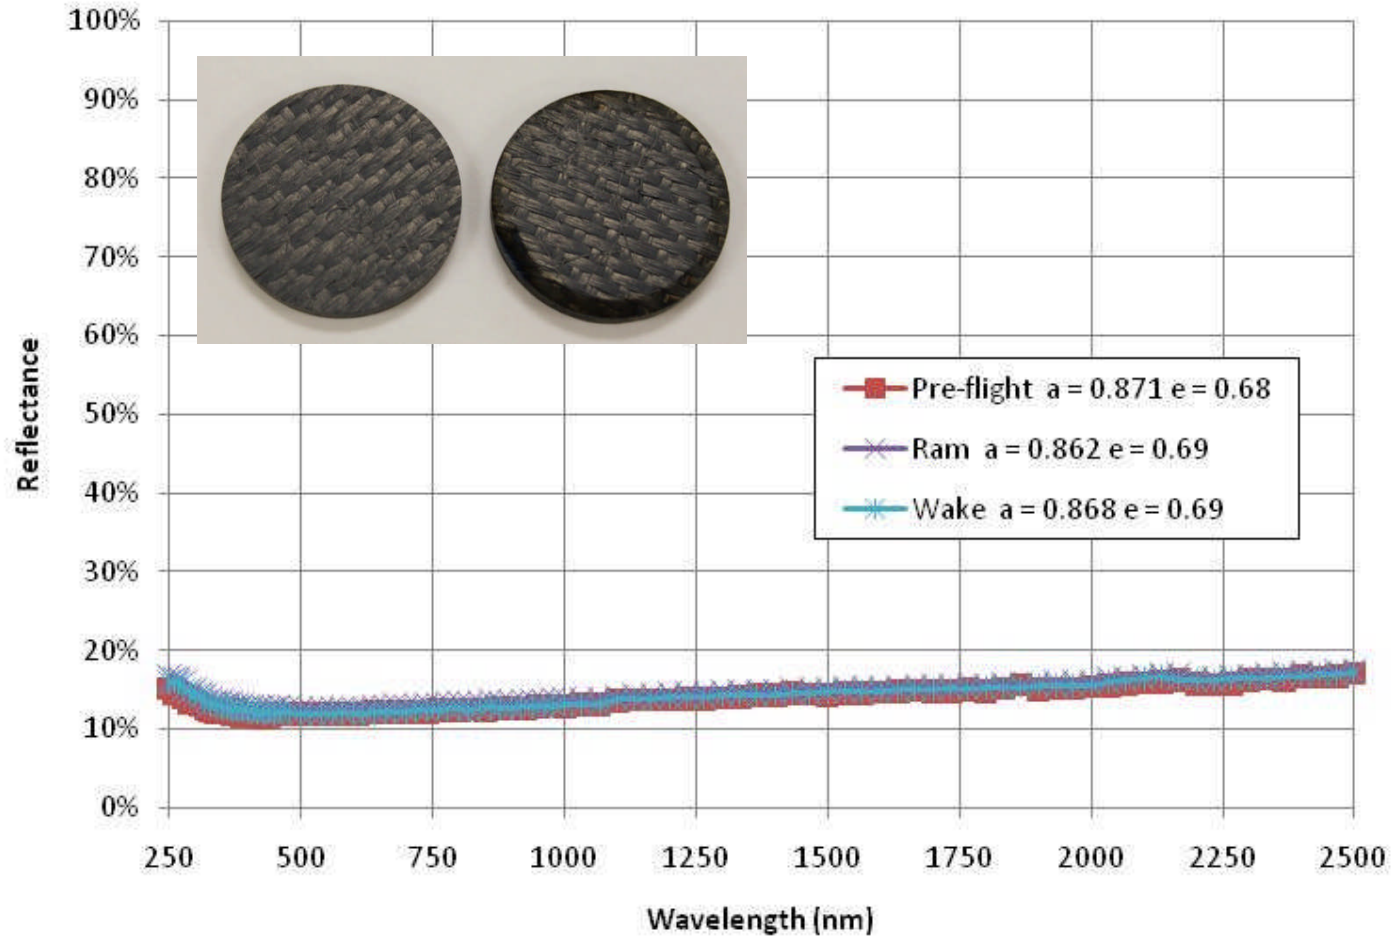 100%
90%
80%
70%
60%
50%
40%
30%
20%
10%
0%
Reflectance
Pre-flight a = 0.871 e = 0.68
Ram a = 0.862 e = 0.69
Wake a = 0.868 e = 0.69
250 500 750 1000 1250 1500 1750 2000 2250 2500
Wavelength (nm)